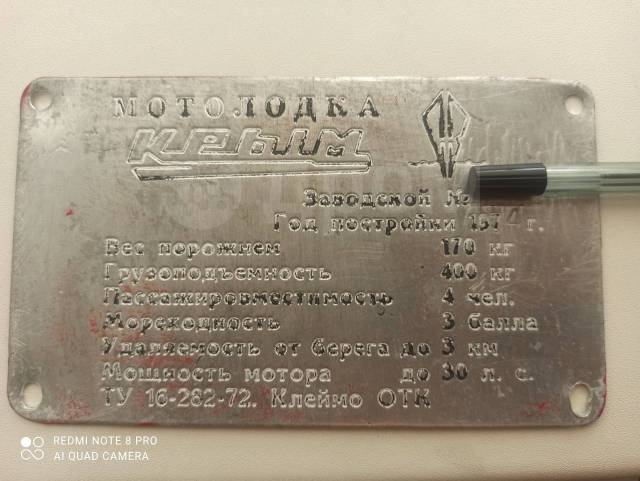 МОТОЛОДКА
КРЫМ
Заводской №
Год постройки 1974 г.
Вес порожнем 170 кг
Грузоподъемность 400 кг
Пассажировместимость 4 чел.
Мореходность 3 балла
Удаляемость от берега до 3 км
Мощность мотора до 30 л. с.
ТУ 16-282-72. Клеймо ОТК
REDMI NOTE 8 PRO
AI QUAD CAMERA